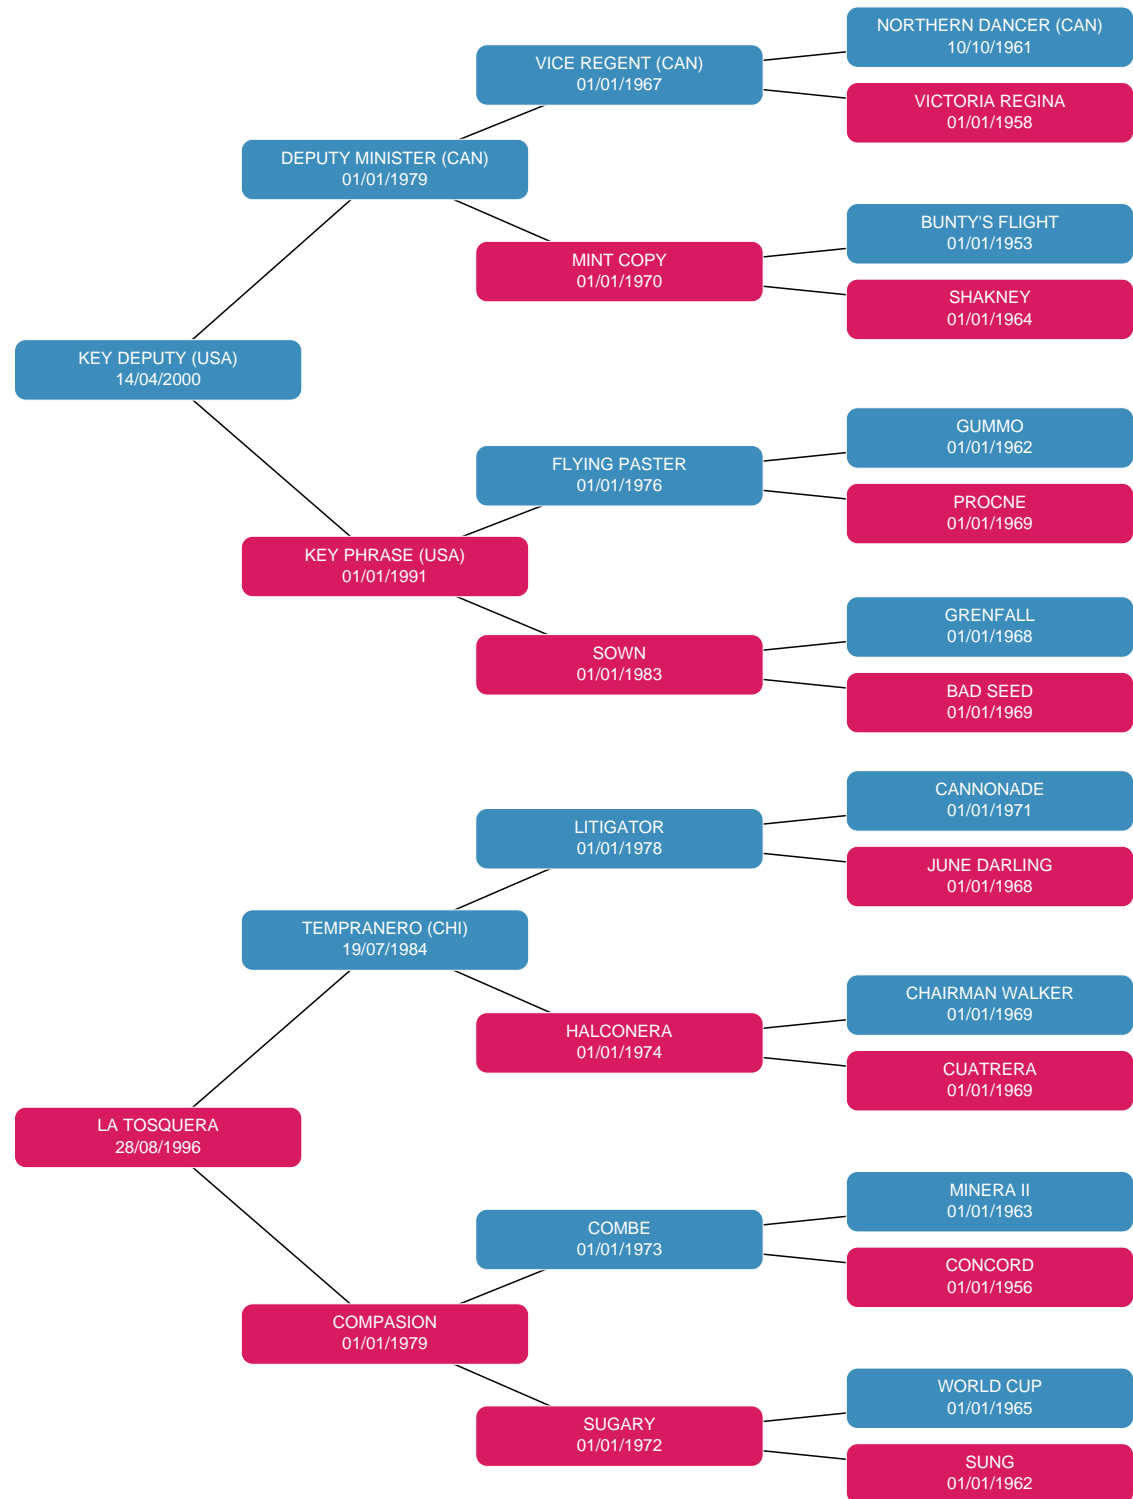 NORTHERN DANCER (CAN)
10/10/1961
VICE REGENT (CAN)
01/01/1967
VICTORIA REGINA
01/01/1958
DEPUTY MINISTER (CAN)
01/01/1979
BUNTY'S FLIGHT
01/01/1953
MINT COPY
01/01/1970
SHAKNEY
01/01/1964
KEY DEPUTY (USA)
14/04/2000
GUMMO
01/01/1962
FLYING PASTER
01/01/1976
PROCNE
01/01/1969
KEY PHRASE (USA)
01/01/1991
GRENFALL
01/01/1968
SOWN
01/01/1983
BAD SEED
01/01/1969
CANNONADE
01/01/1971
LITIGATOR
01/01/1978
JUNE DARLING
01/01/1968
TEMPRANERO (CHI)
19/07/1984
CHAIRMAN WALKER
01/01/1969
HALCONERA
01/01/1974
CUATRERA
01/01/1969
LA TOSQUERA
28/08/1996
MINERA II
01/01/1963
COMBE
01/01/1973
CONCORD
01/01/1956
COMPASION
01/01/1979
WORLD CUP
01/01/1965
SUGARY
01/01/1972
SUNG
01/01/1962